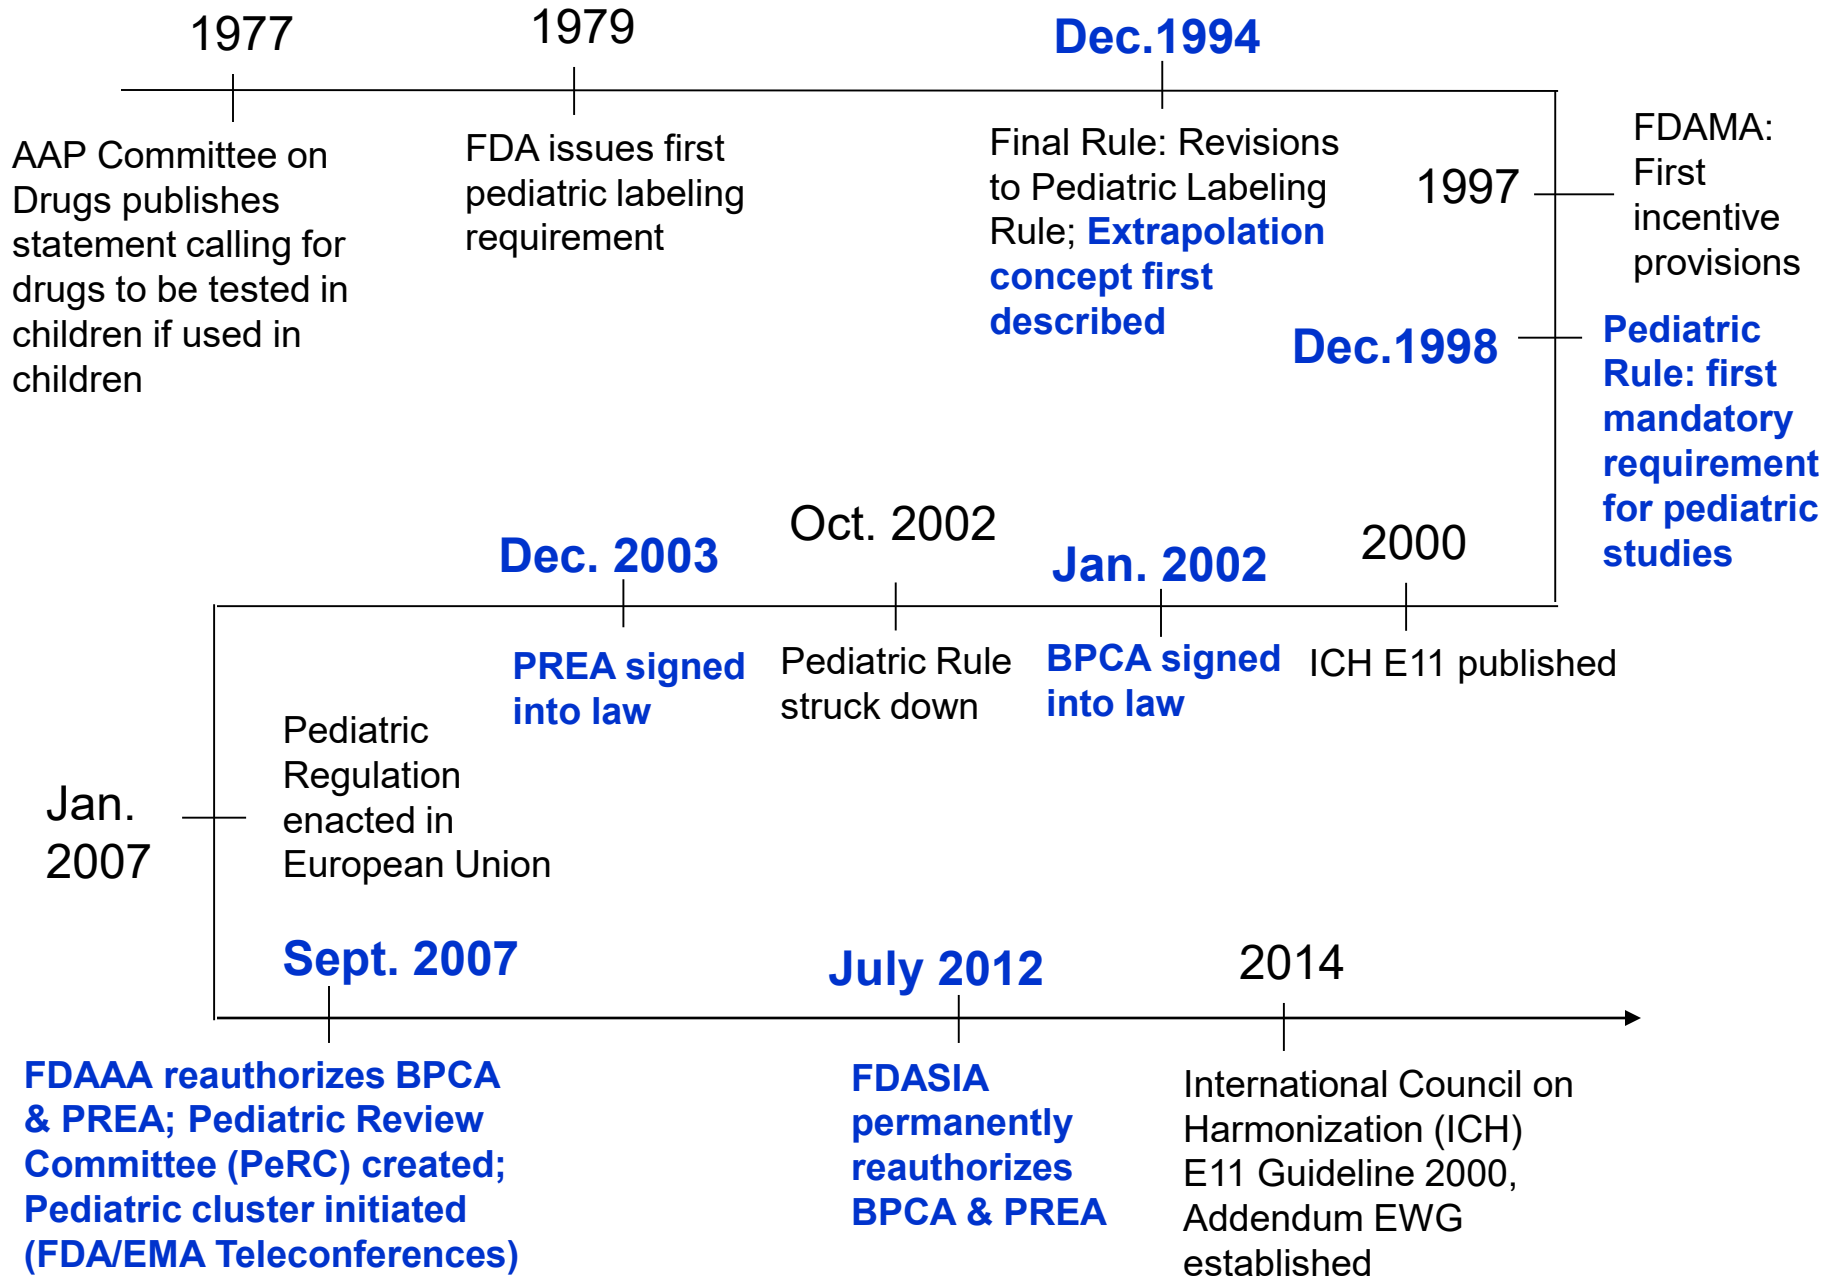 1977
AAP Committee on
Drugs publishes
statement calling for
drugs to be tested in
children if used in
children
1979
FDA issues first
pediatric labeling
requirement
Dec.1994
Final Rule: Revisions
to Pediatric Labeling
Rule; Extrapolation
concept first
described
1997
FDAMA:
First
incentive
provisions
Dec.1998
Pediatric
Rule: first
mandatory
requirement
for pediatric
studies
2000
ICH E11 published
Jan. 2002
BPCA signed
into law
Oct. 2002
Pediatric Rule
struck down
Dec. 2003
PREA signed
into law
Jan.
2007
Pediatric
Regulation
enacted in
European Union
Sept. 2007
FDAAA reauthorizes BPCA
& PREA; Pediatric Review
Committee (PeRC) created;
Pediatric cluster initiated
(FDA/EMA Teleconferences)
July 2012
FDASIA
permanently
reauthorizes
BPCA & PREA
2014
International Council on
Harmonization (ICH)
E11 Guideline 2000,
Addendum EWG
established